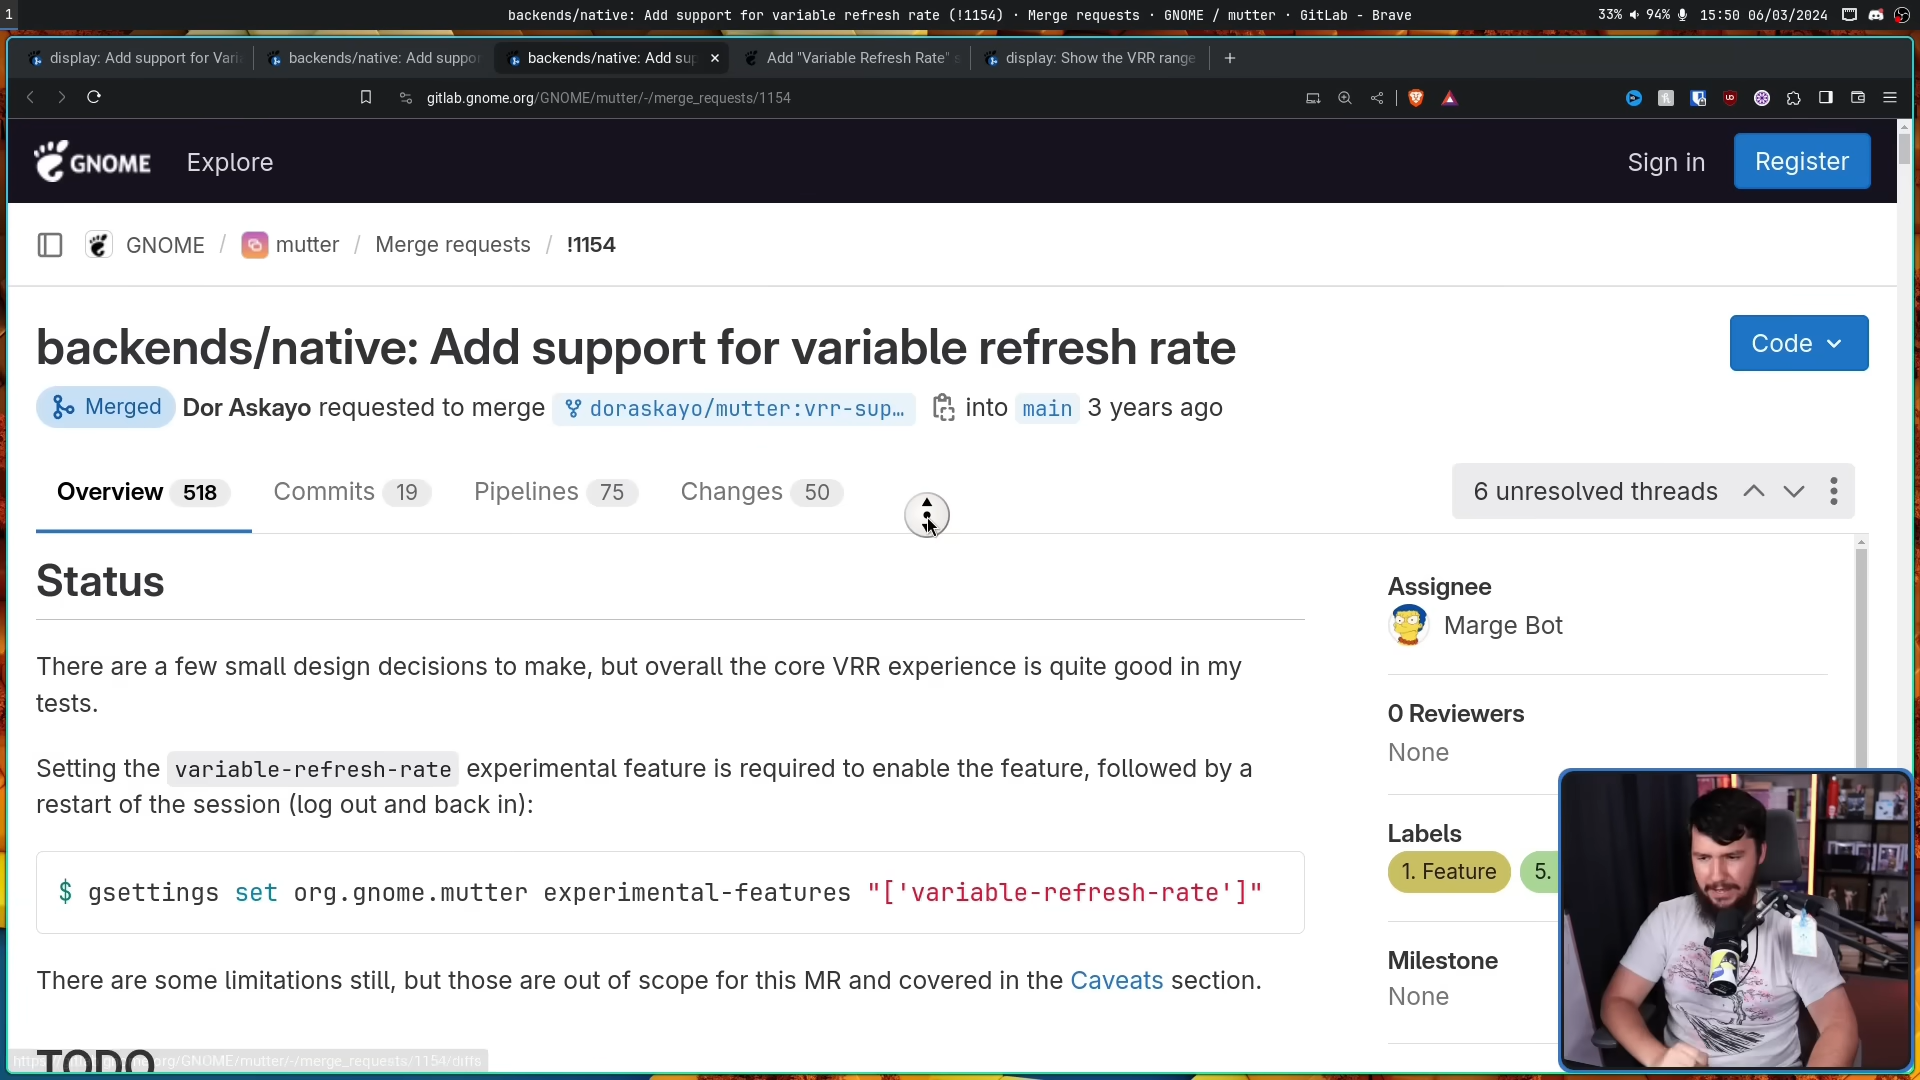 1
backends/native: Add support for variable refresh rate (!1154) · Merge requests · GNOME / mutter · GitLab - Brave
33% 94% 15:50 06/03/2024
display: Add support for Vari
backends/native: Add suppor
backends/native: Add sup
Add "Variable Refresh Rate" s
display: Show the VRR range
gitlab.gnome.org/GNOME/mutter/-/merge_requests/1154
GNOME
Explore
Sign in
Register
GNOME / mutter / Merge requests / !1154
backends/native: Add support for variable refresh rate
Code
Merged Dor Askayo requested to merge doraskayo/mutter:vrr-sup… into main 3 years ago
Overview 518 Commits 19 Pipelines 75 Changes 50
6 unresolved threads
Status
There are a few small design decisions to make, but overall the core VRR experience is quite good in my
tests.
Setting the variable-refresh-rate experimental feature is required to enable the feature, followed by a
restart of the session (log out and back in):
$ gsettings set org.gnome.mutter experimental-features "['variable-refresh-rate']"
There are some limitations still, but those are out of scope for this MR and covered in the Caveats section.
TODO
Assignee
Marge Bot
0 Reviewers
None
Labels
1. Feature
5.
Milestone
None